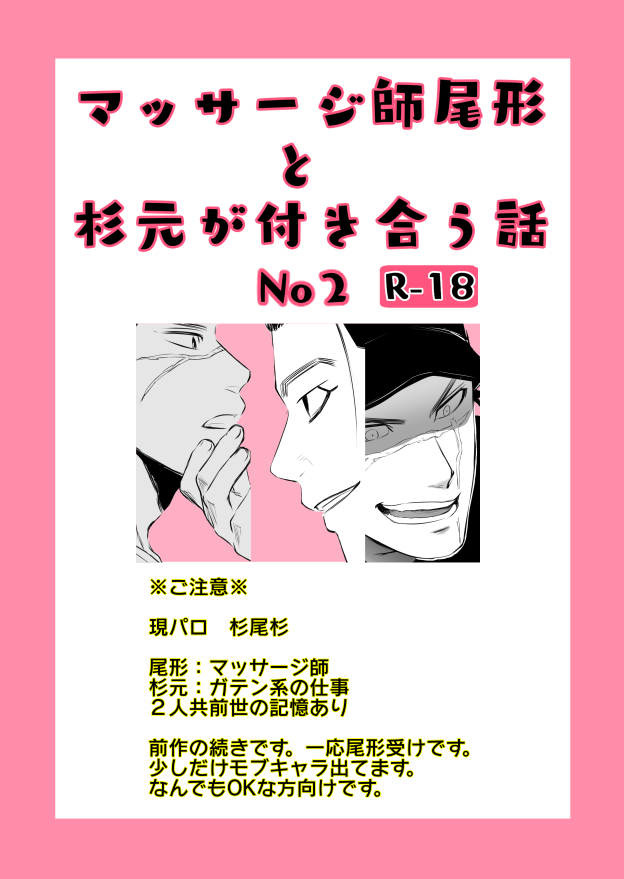 マッサージ師尾形
と
杉元が付き合う話
No2 R-18
※ご注意※
現パロ　杉尾杉
尾形：マッサージ師
杉元：ガテン系の仕事
２人共前世の記憶あり
前作の続きです。一応尾形受けです。
少しだけモブキャラ出てます。
なんでもOKな方向けです。